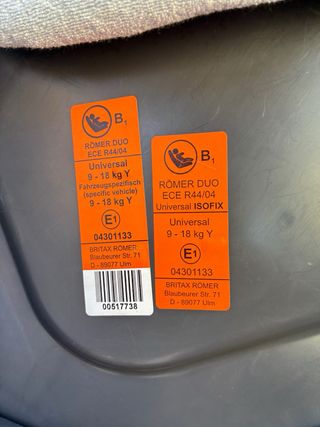 B1
RÖMER DUO
ECE R44/04
Universal
9 - 18 kg Y
Fahrzeugspezifisch
(specific vehicle)
9 - 18 kg Y
E1
04301133
BRITAX RÖMER
Blaubeurer Str. 71
D - 89077 Ulm
00517738
B1
RÖMER DUO
ECE R44/04
Universal ISOFIX
Universal
9 - 18 kg Y
E1
04301133
BRITAX RÖMER
Blaubeurer Str. 71
D - 89077 Ulm